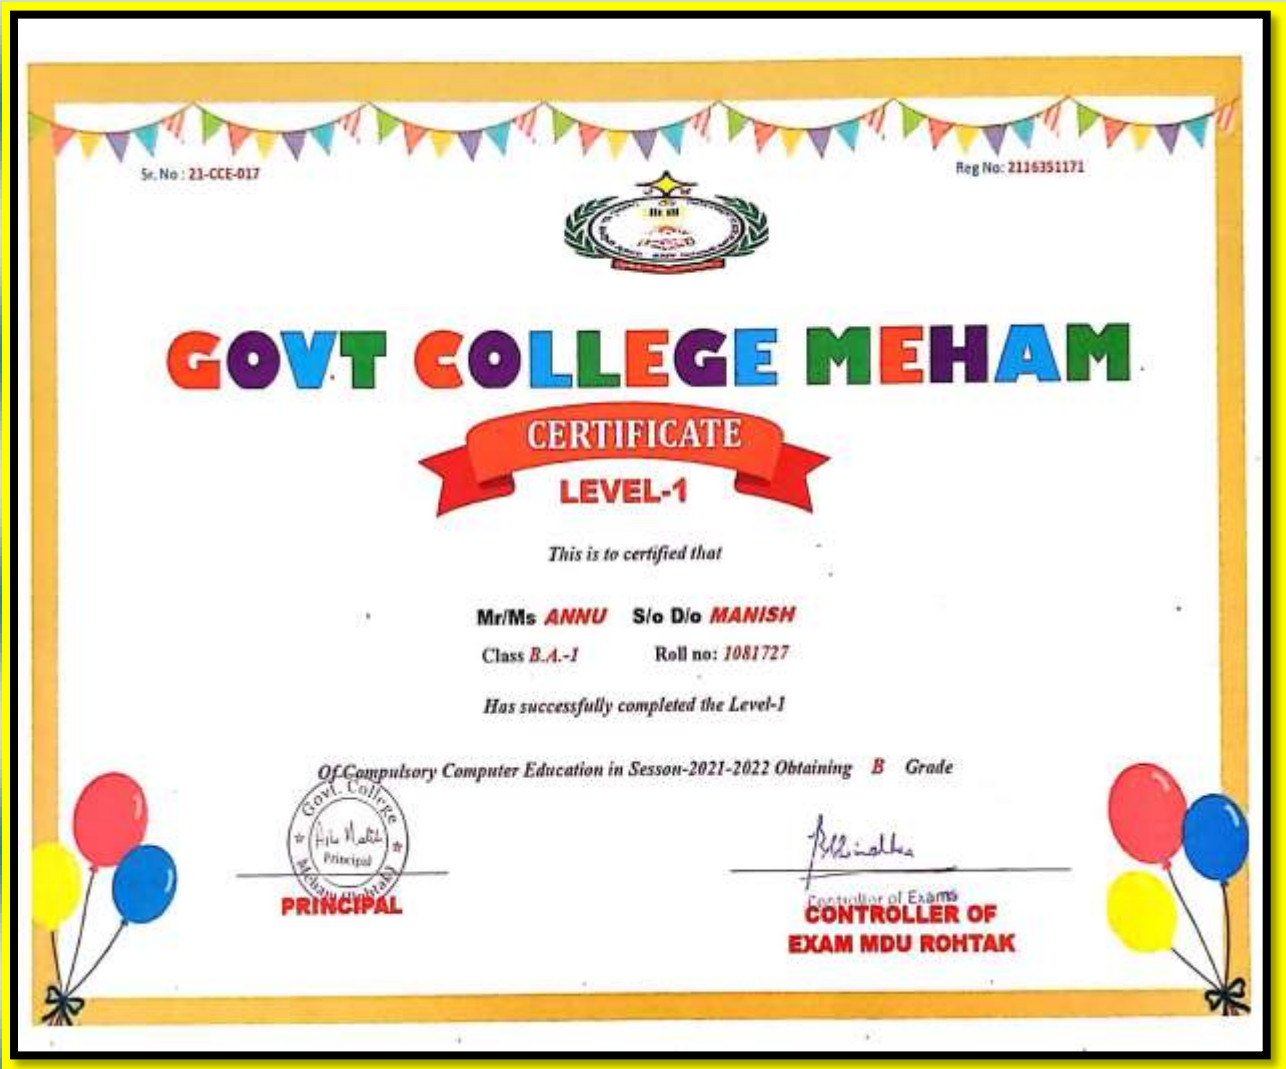 Sr. No : 21-CCE-017
Reg No: 2116351171
GOVT COLLEGE MEHAM
CERTIFICATE
LEVEL-1
This is to certified that
Mr/Ms ANNU S/o D/o MANISH
Class B.A.-1 Roll no: 1081727
Has successfully completed the Level-1
Of Compulsory Computer Education in Sesson-2021-2022 Obtaining B Grade
Govt. College
Principal
Meham (Rohtak)
PRINCIPAL
Controller of Exams
CONTROLLER OF
EXAM MDU ROHTAK